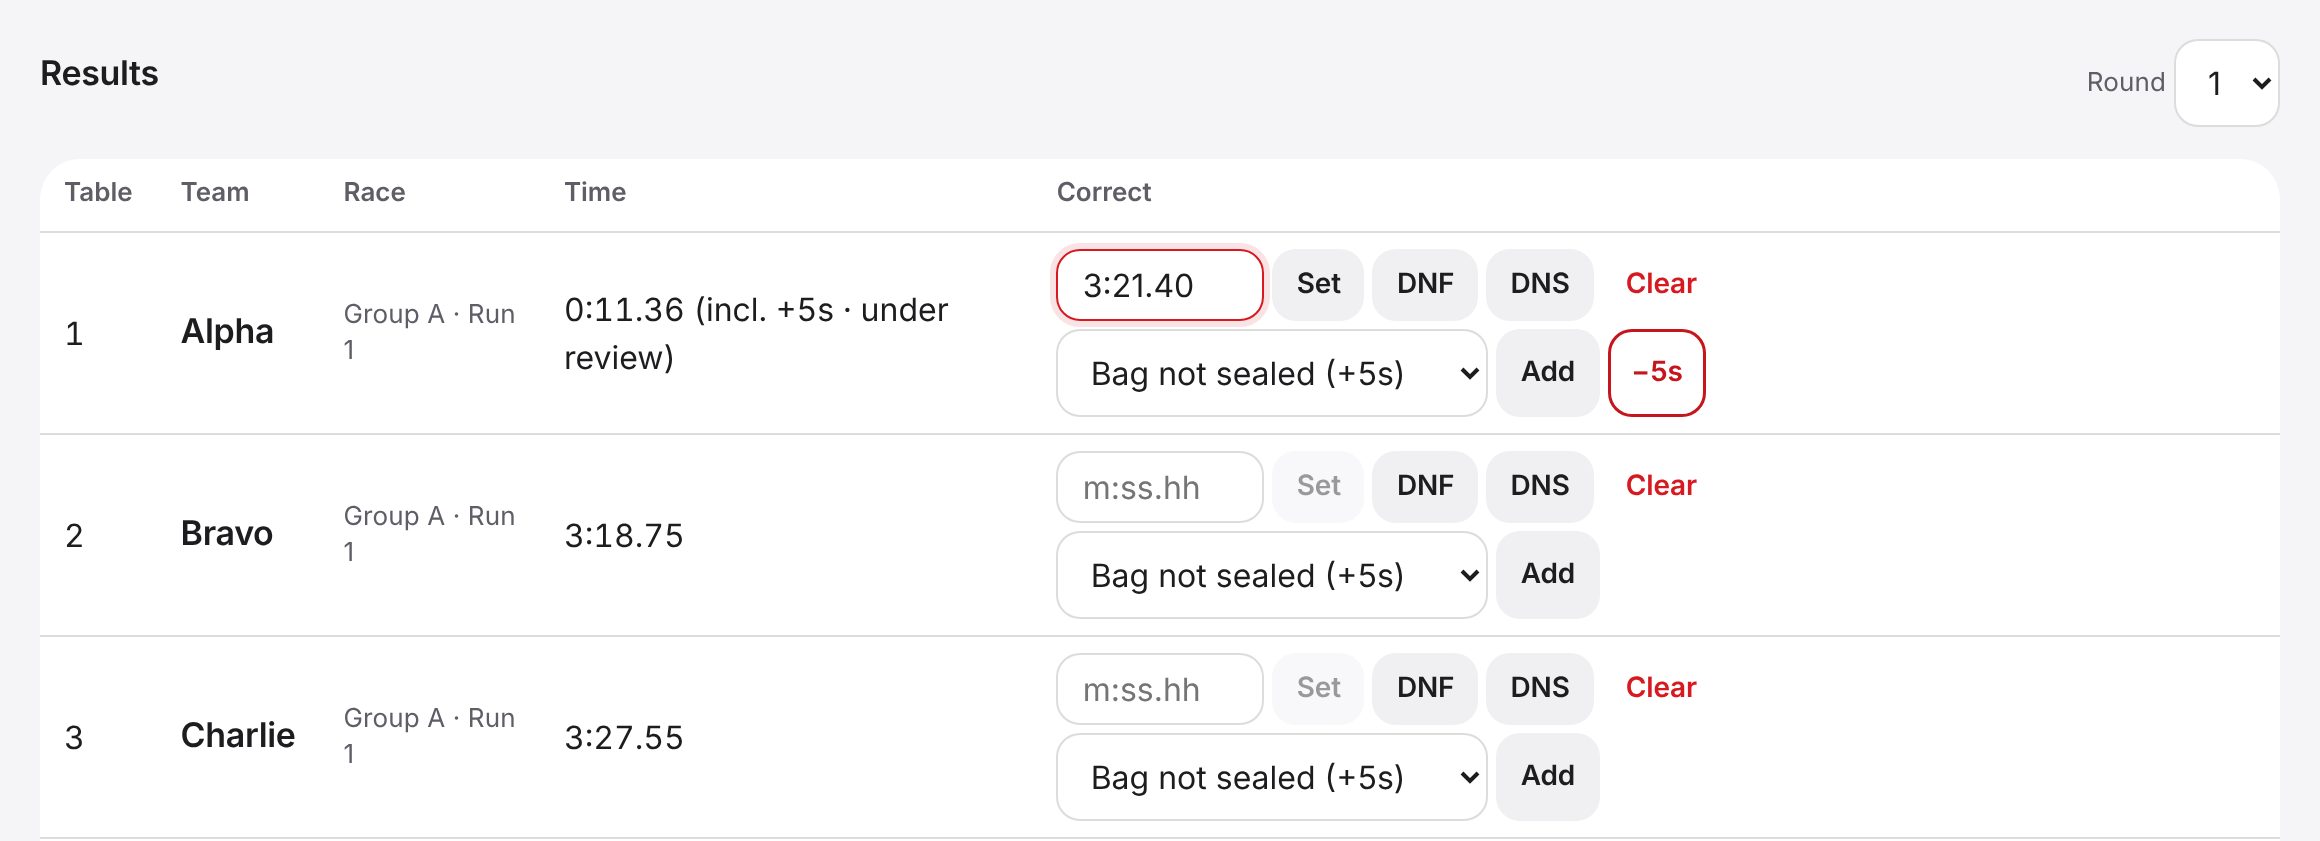 Results
Round 1
Table Team Race Time Correct
1 Alpha Group A · Run 1 0:11.36 (incl. +5s · under review) 3:21.40 Set DNF DNS Clear
Bag not sealed (+5s) Add −5s
2 Bravo Group A · Run 1 3:18.75 m:ss.hh Set DNF DNS Clear
Bag not sealed (+5s) Add
3 Charlie Group A · Run 1 3:27.55 m:ss.hh Set DNF DNS Clear
Bag not sealed (+5s) Add